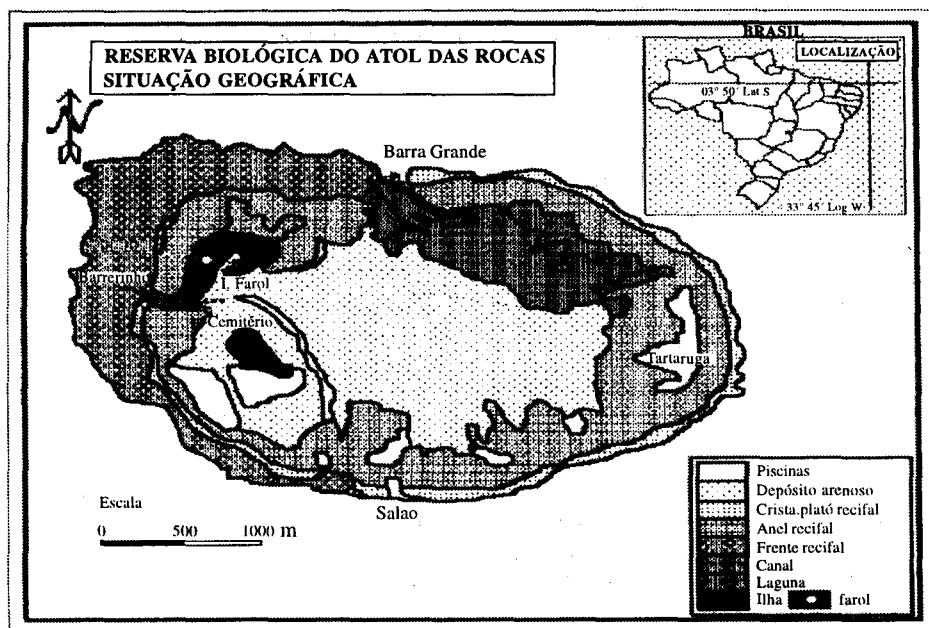 RESERVA BIOLÓGICA DO ATOL DAS ROCAS
SITUAÇÃO GEOGRÁFICA
BRASIL
LOCALIZAÇÃO
03° 50´ Lat S
33° 45´ Log W
Barra Grande
Barretinho
I. Farol
Cemitério
Tartaruga
Salao
Escala
0 500 1000 m
Piscinas
Depósito arenoso
Crista.plató recifal
Anel recifal
Frente recifal
Canal
Laguna
Ilha farol